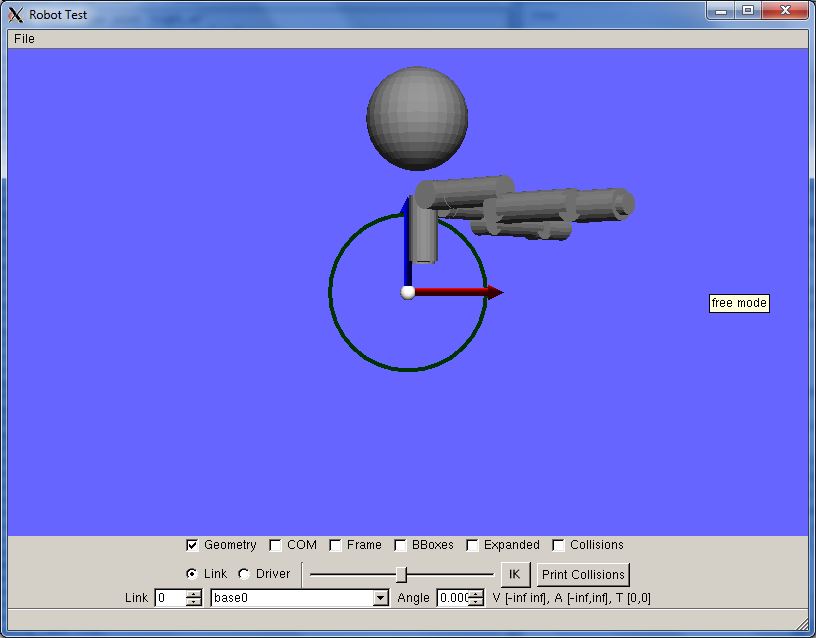 Robot Test
File
free mode
Geometry COM Frame BBoxes Expanded Collisions
Link Driver IK Print Collisions
Link 0 base0 Angle 0.000 V [-inf inf], A [-inf,inf], T [0,0]